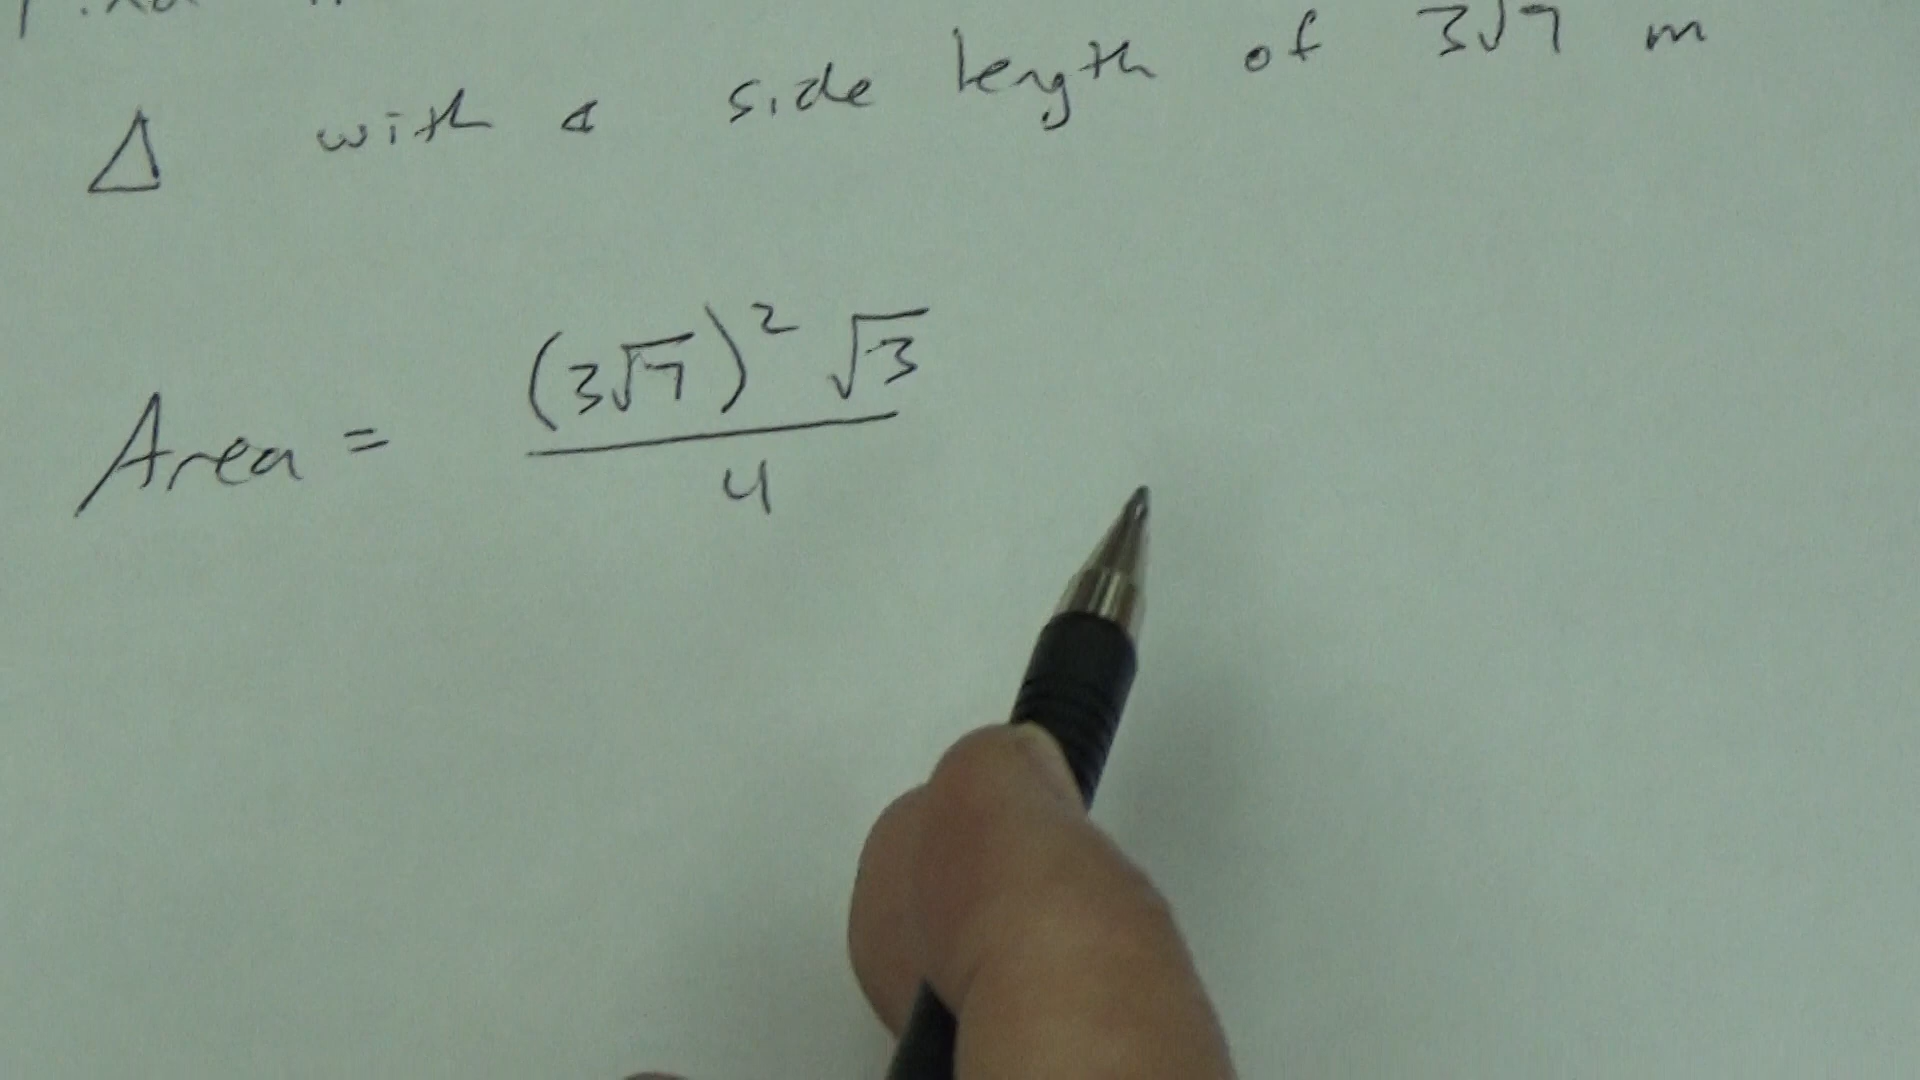 Δ with a side length of 3√7 m
Area = (3√7)² √3
4